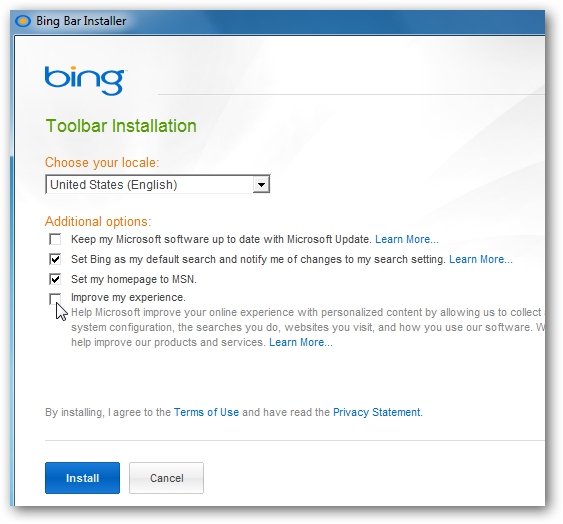 Bing Bar Installer
bing
Toolbar Installation
Choose your locale:
United States (English)
Additional options:
Keep my Microsoft software up to date with Microsoft Update. Learn More...
Set Bing as my default search and notify me of changes to my search setting. Learn More...
Set my homepage to MSN.
Improve my experience.
Help Microsoft improve your online experience with personalized content by allowing us to collect
system configuration, the searches you do, websites you visit, and how you use our software. W
help improve our products and services. Learn More...
By installing, I agree to the Terms of Use and have read the Privacy Statement.
Install
Cancel